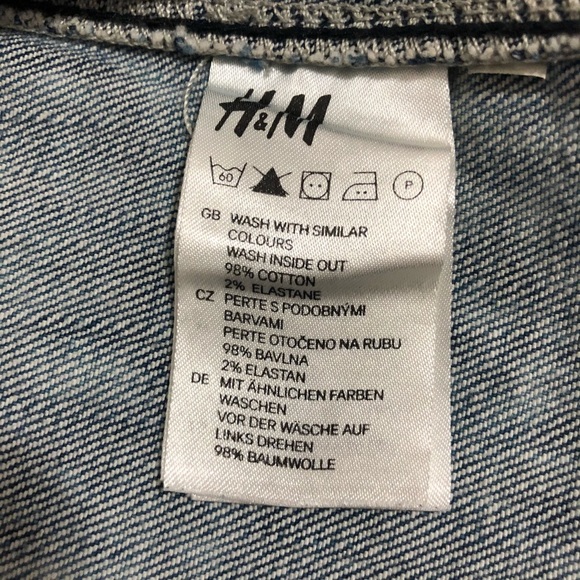 H&M
60 P
GB WASH WITH SIMILAR
COLOURS
WASH INSIDE OUT
98% COTTON
2% ELASTANE
CZ PERTE S PODOBNÝMI
BARVAMI
PERTE OTOČENO NA RUBU
98% BAVLNA
2% ELASTAN
DE MIT ÄHNLICHEN FARBEN
WASCHEN
VOR DER WÄSCHE AUF
LINKS DREHEN
98% BAUMWOLLE